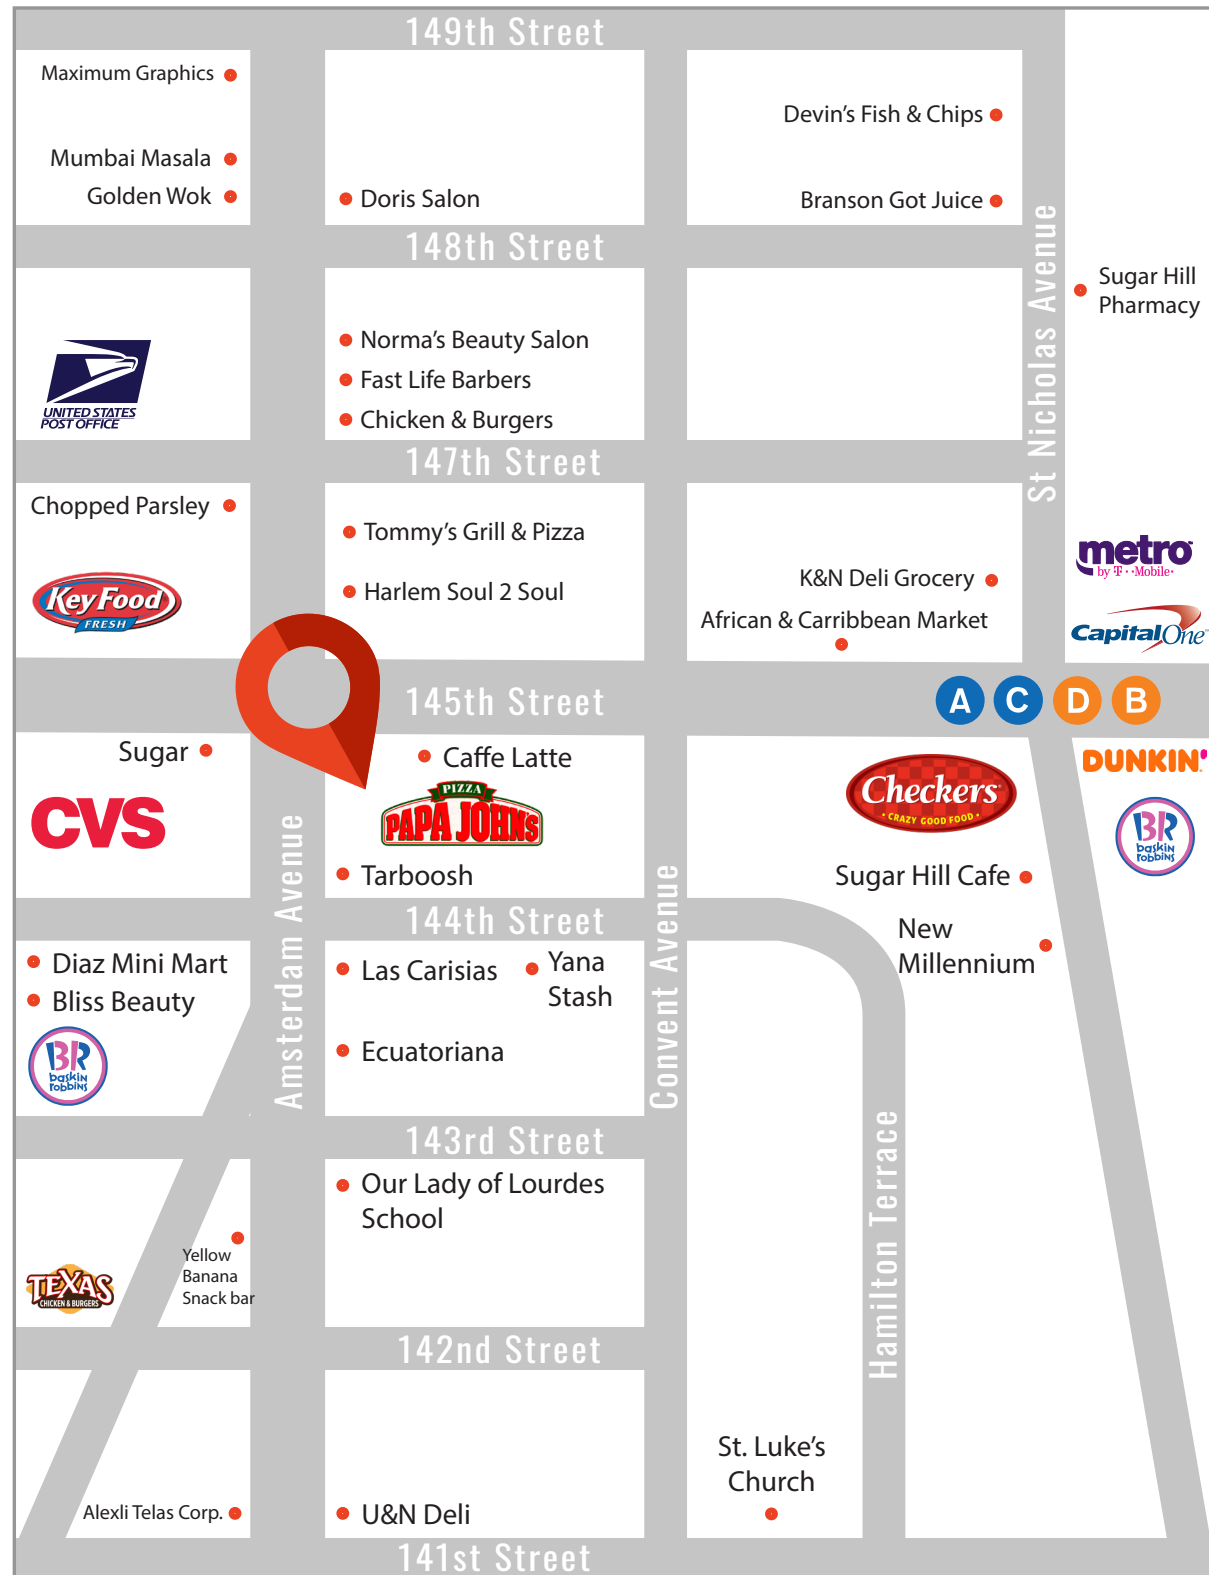 149th Street
Maximum Graphics
Devin's Fish & Chips
Mumbai Masala
Golden Wok
Doris Salon
Branson Got Juice
148th Street
St Nicholas Avenue
Sugar Hill
Pharmacy
UNITED STATES
POST OFFICE
Norma's Beauty Salon
Fast Life Barbers
Chicken & Burgers
147th Street
Chopped Parsley
Tommy's Grill & Pizza
metro
by T··Mobile·
KeyFood
FRESH
Harlem Soul 2 Soul
K&N Deli Grocery
African & Carribbean Market
Capital One
145th Street
A C D B
Sugar
Caffe Latte
DUNKIN'
CVS
PIZZA
PAPA JOHN'S
Checkers
• CRAZY GOOD FOOD •
BR
baskin
robbins
Amsterdam Avenue
Tarboosh
Convent Avenue
Sugar Hill Cafe
144th Street
New
Millennium
Diaz Mini Mart
Bliss Beauty
Las Carisias
Yana
Stash
BR
baskin
robbins
Ecuatoriana
143rd Street
Hamilton Terrace
Our Lady of Lourdes
School
Yellow
Banana
Snack bar
TEXAS
CHICKEN & BURGERS
142nd Street
St. Luke's
Church
Alexli Telas Corp.
U&N Deli
141st Street